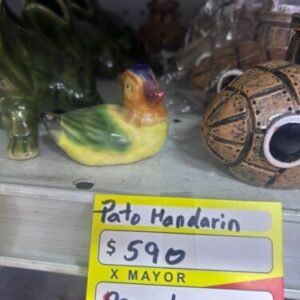 Pato Mandarin
$ 590
X MAYOR